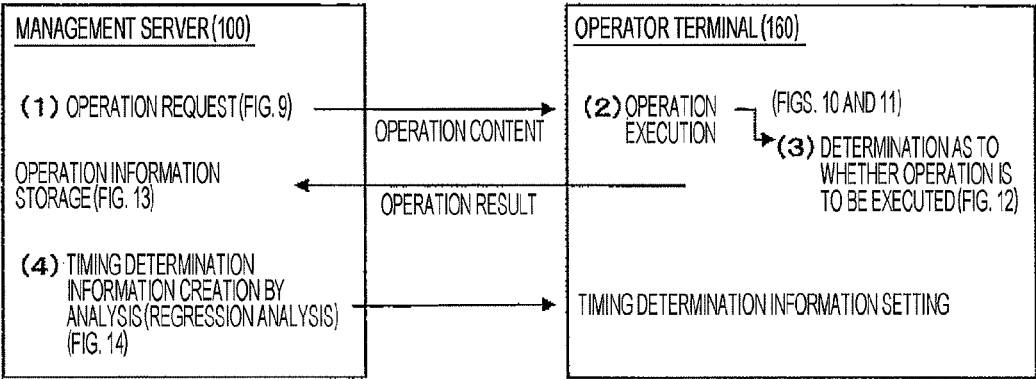 MANAGEMENT SERVER(100)
(1) OPERATION REQUEST(FIG. 9)
OPERATION INFORMATION
STORAGE(FIG. 13)
(4) TIMING DETERMINATION
INFORMATION CREATION BY
ANALYSIS(REGRESSION ANALYSIS)
(FIG. 14)
OPERATION CONTENT
OPERATION RESULT
OPERATOR TERMINAL(160)
(2) OPERATION
EXECUTION
(FIGS. 10 AND 11)
(3) DETERMINATION AS TO
WHETHER OPERATION IS
TO BE EXECUTED(FIG. 12)
TIMING DETERMINATION INFORMATION SETTING